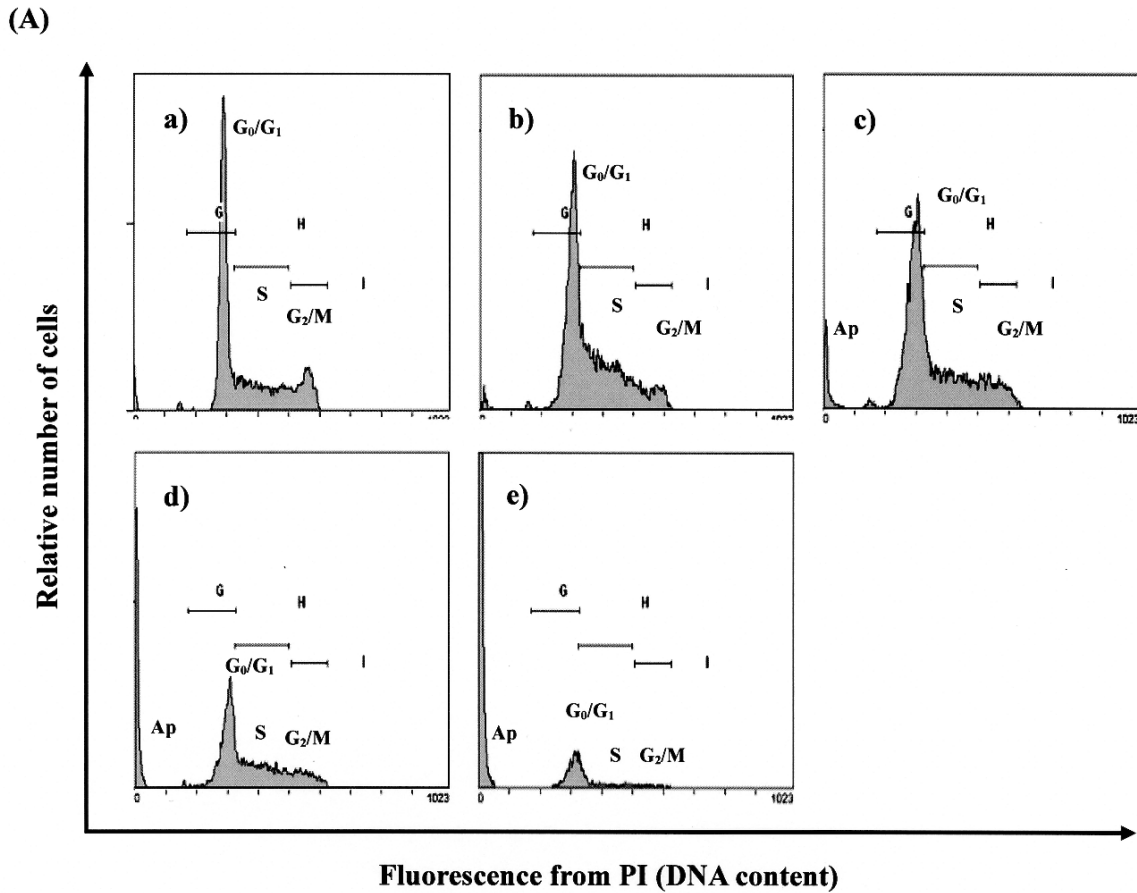 (A)
a)
G₀/G₁
G
H
S
I
G₂/M
0
b)
G₀/G₁
G
H
S
I
G₂/M
0
1023
c)
G₀/G₁
G
H
S
I
Ap
G₂/M
0
1023
d)
G
H
G₀/G₁
I
Ap
S
G₂/M
0
1023
e)
G
H
I
G₀/G₁
Ap
S
G₂/M
0
1023
Relative number of cells
Fluorescence from PI (DNA content)